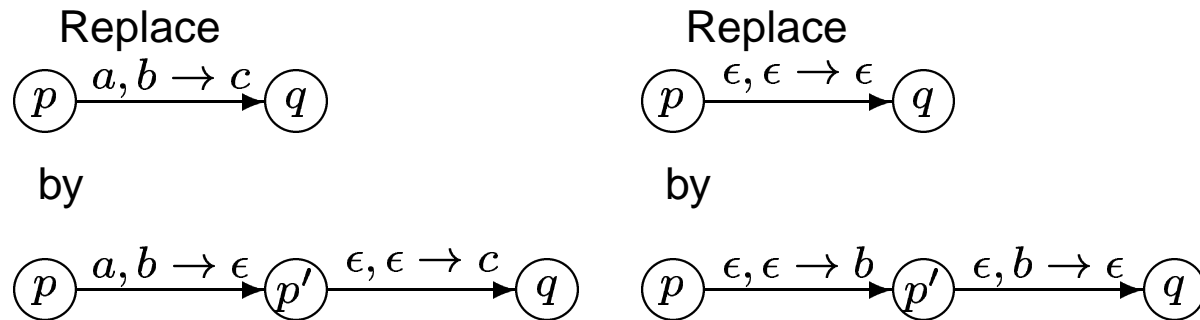 Replace
p a, b → c q
by
p a, b → ϵ p′ ϵ, ϵ → c q
Replace
p ϵ, ϵ → ϵ q
by
p ϵ, ϵ → b p′ ϵ, b → ϵ q